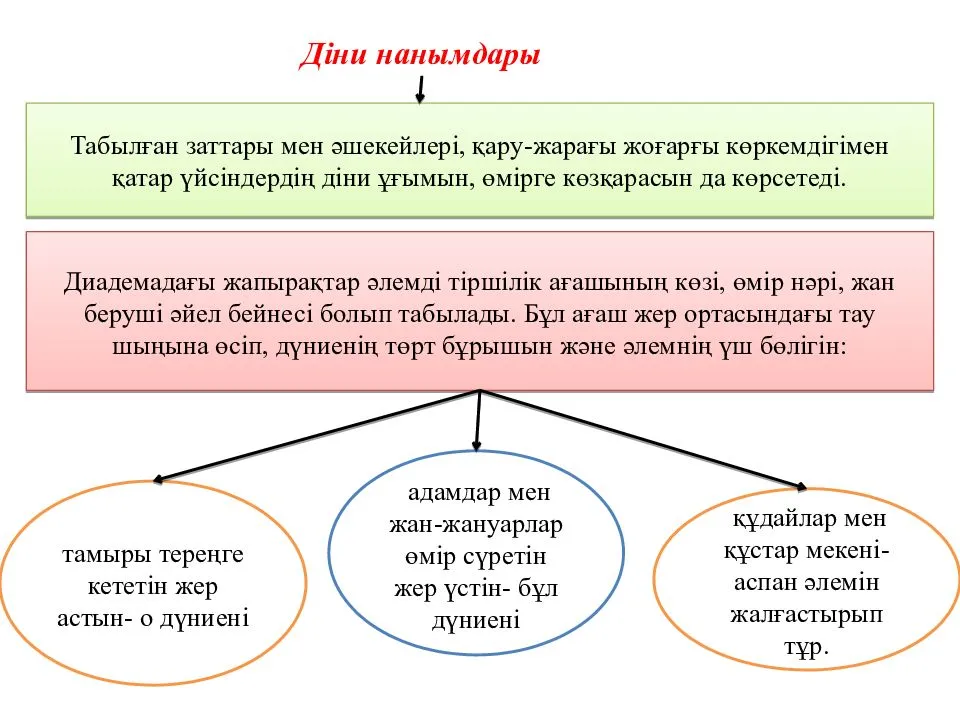 Діни нанымдары
Табылған заттары мен әшекейлері, қару-жарағы жоғарғы көркемдігімен
қатар үйсіндердің діни ұғымын, өмірге көзқарасын да көрсетеді.
Диадемадағы жапырақтар әлемді тіршілік ағашының көзі, өмір нәрі, жан
беруші әйел бейнесі болып табылады. Бұл ағаш жер ортасындағы тау
шыңына өсіп, дүниенің төрт бұрышын және әлемнің үш бөлігін:
тамыры тереңге
кететін жер
астын- о дүниені
адамдар мен
жан-жануарлар
өмір сүретін
жер үстін- бұл
дүниені
құдайлар мен
құстар мекені-
аспан әлемін
жалғастырып
тұр.